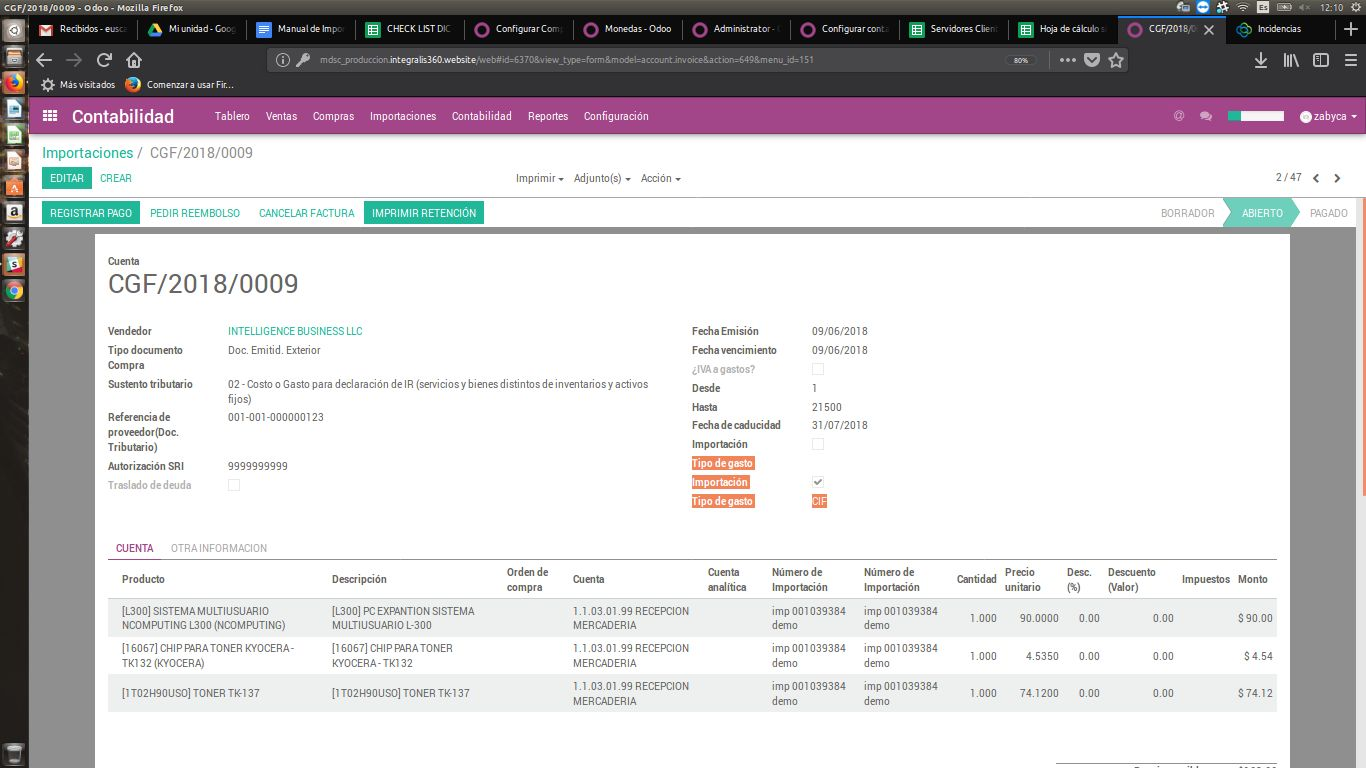 CGF/2018/0009 - Odoo - Mozilla Firefox
Es
12:10
Recibidos - eusca
Mi unidad - Goog
Manual de Impor
CHECK LIST DIC
Configurar Comp
Monedas - Odoo
Administrator - O
Configurar conta
Servidores Client
Hoja de cálculo si
CGF/2018/0
Incidencias
mdsc_produccion.integralis360.website/web#id=6370&view_type=form&model=account.invoice&action=649&menu_id=151
80%
Más visitados
Comenzar a usar Fir...
Contabilidad
Tablero
Ventas
Compras
Importaciones
Contabilidad
Reportes
Configuración
@
zabyca
Importaciones / CGF/2018/0009
EDITAR
CREAR
Imprimir
Adjunto(s)
Acción
2 / 47
REGISTRAR PAGO
PEDIR REEMBOLSO
CANCELAR FACTURA
IMPRIMIR RETENCIÓN
BORRADOR
ABIERTO
PAGADO
Cuenta
CGF/2018/0009
Vendedor INTELLIGENCE BUSINESS LLC
Tipo documento Doc. Emitid. Exterior
Compra
Sustento tributario 02 - Costo o Gasto para declaración de IR (servicios y bienes distintos de inventarios y activos
fijos)
Referencia de 001-001-000000123
proveedor(Doc.
Tributario)
Autorización SRI 9999999999
Traslado de deuda
Fecha Emisión 09/06/2018
Fecha vencimiento 09/06/2018
¿IVA a gastos?
Desde 1
Hasta 21500
Fecha de caducidad 31/07/2018
Importación
Tipo de gasto
Importación
Tipo de gasto CIF
CUENTA
OTRA INFORMACION
Producto
Descripción
Orden de
compra
Cuenta
Cuenta
analítica
Número de
Importación
Número de
Importación
Cantidad
Precio
unitario
Desc.
(%)
Descuento
(Valor)
Impuestos
Monto
[L300] SISTEMA MULTIUSUARIO
NCOMPUTING L300 (NCOMPUTING)
[L300] PC EXPANTION SISTEMA
MULTIUSUARIO L-300
1.1.03.01.99 RECEPCION
MERCADERIA
imp 001039384
demo
imp 001039384
demo
1.000
90.0000
0.00
0.00
$ 90.00
[16067] CHIP PARA TONER KYOCERA -
TK132 (KYOCERA)
[16067] CHIP PARA TONER
KYOCERA - TK132
1.1.03.01.99 RECEPCION
MERCADERIA
imp 001039384
demo
imp 001039384
demo
1.000
4.5350
0.00
0.00
$ 4.54
[1T02H90USO] TONER TK-137
[1T02H90USO] TONER TK-137
1.1.03.01.99 RECEPCION
MERCADERIA
imp 001039384
demo
imp 001039384
demo
1.000
74.1200
0.00
0.00
$ 74.12